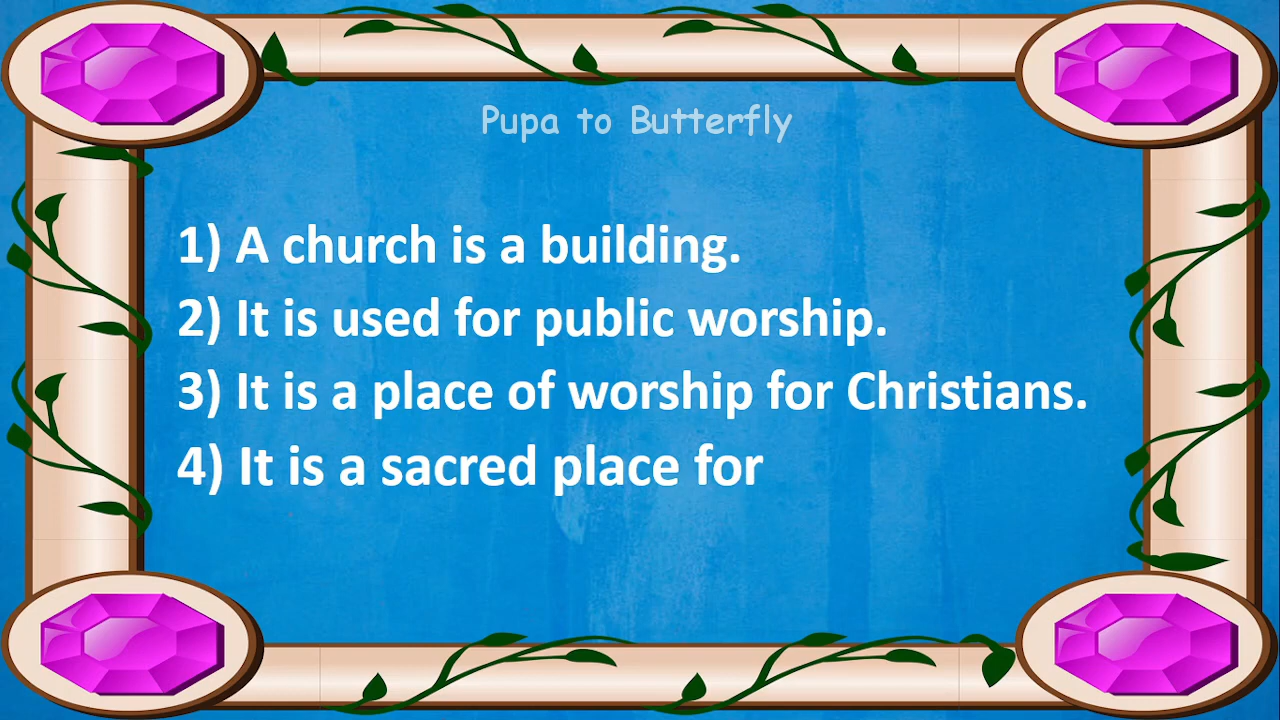 Pupa to Butterfly
1) A church is a building.
2) It is used for public worship.
3) It is a place of worship for Christians.
4) It is a sacred place for